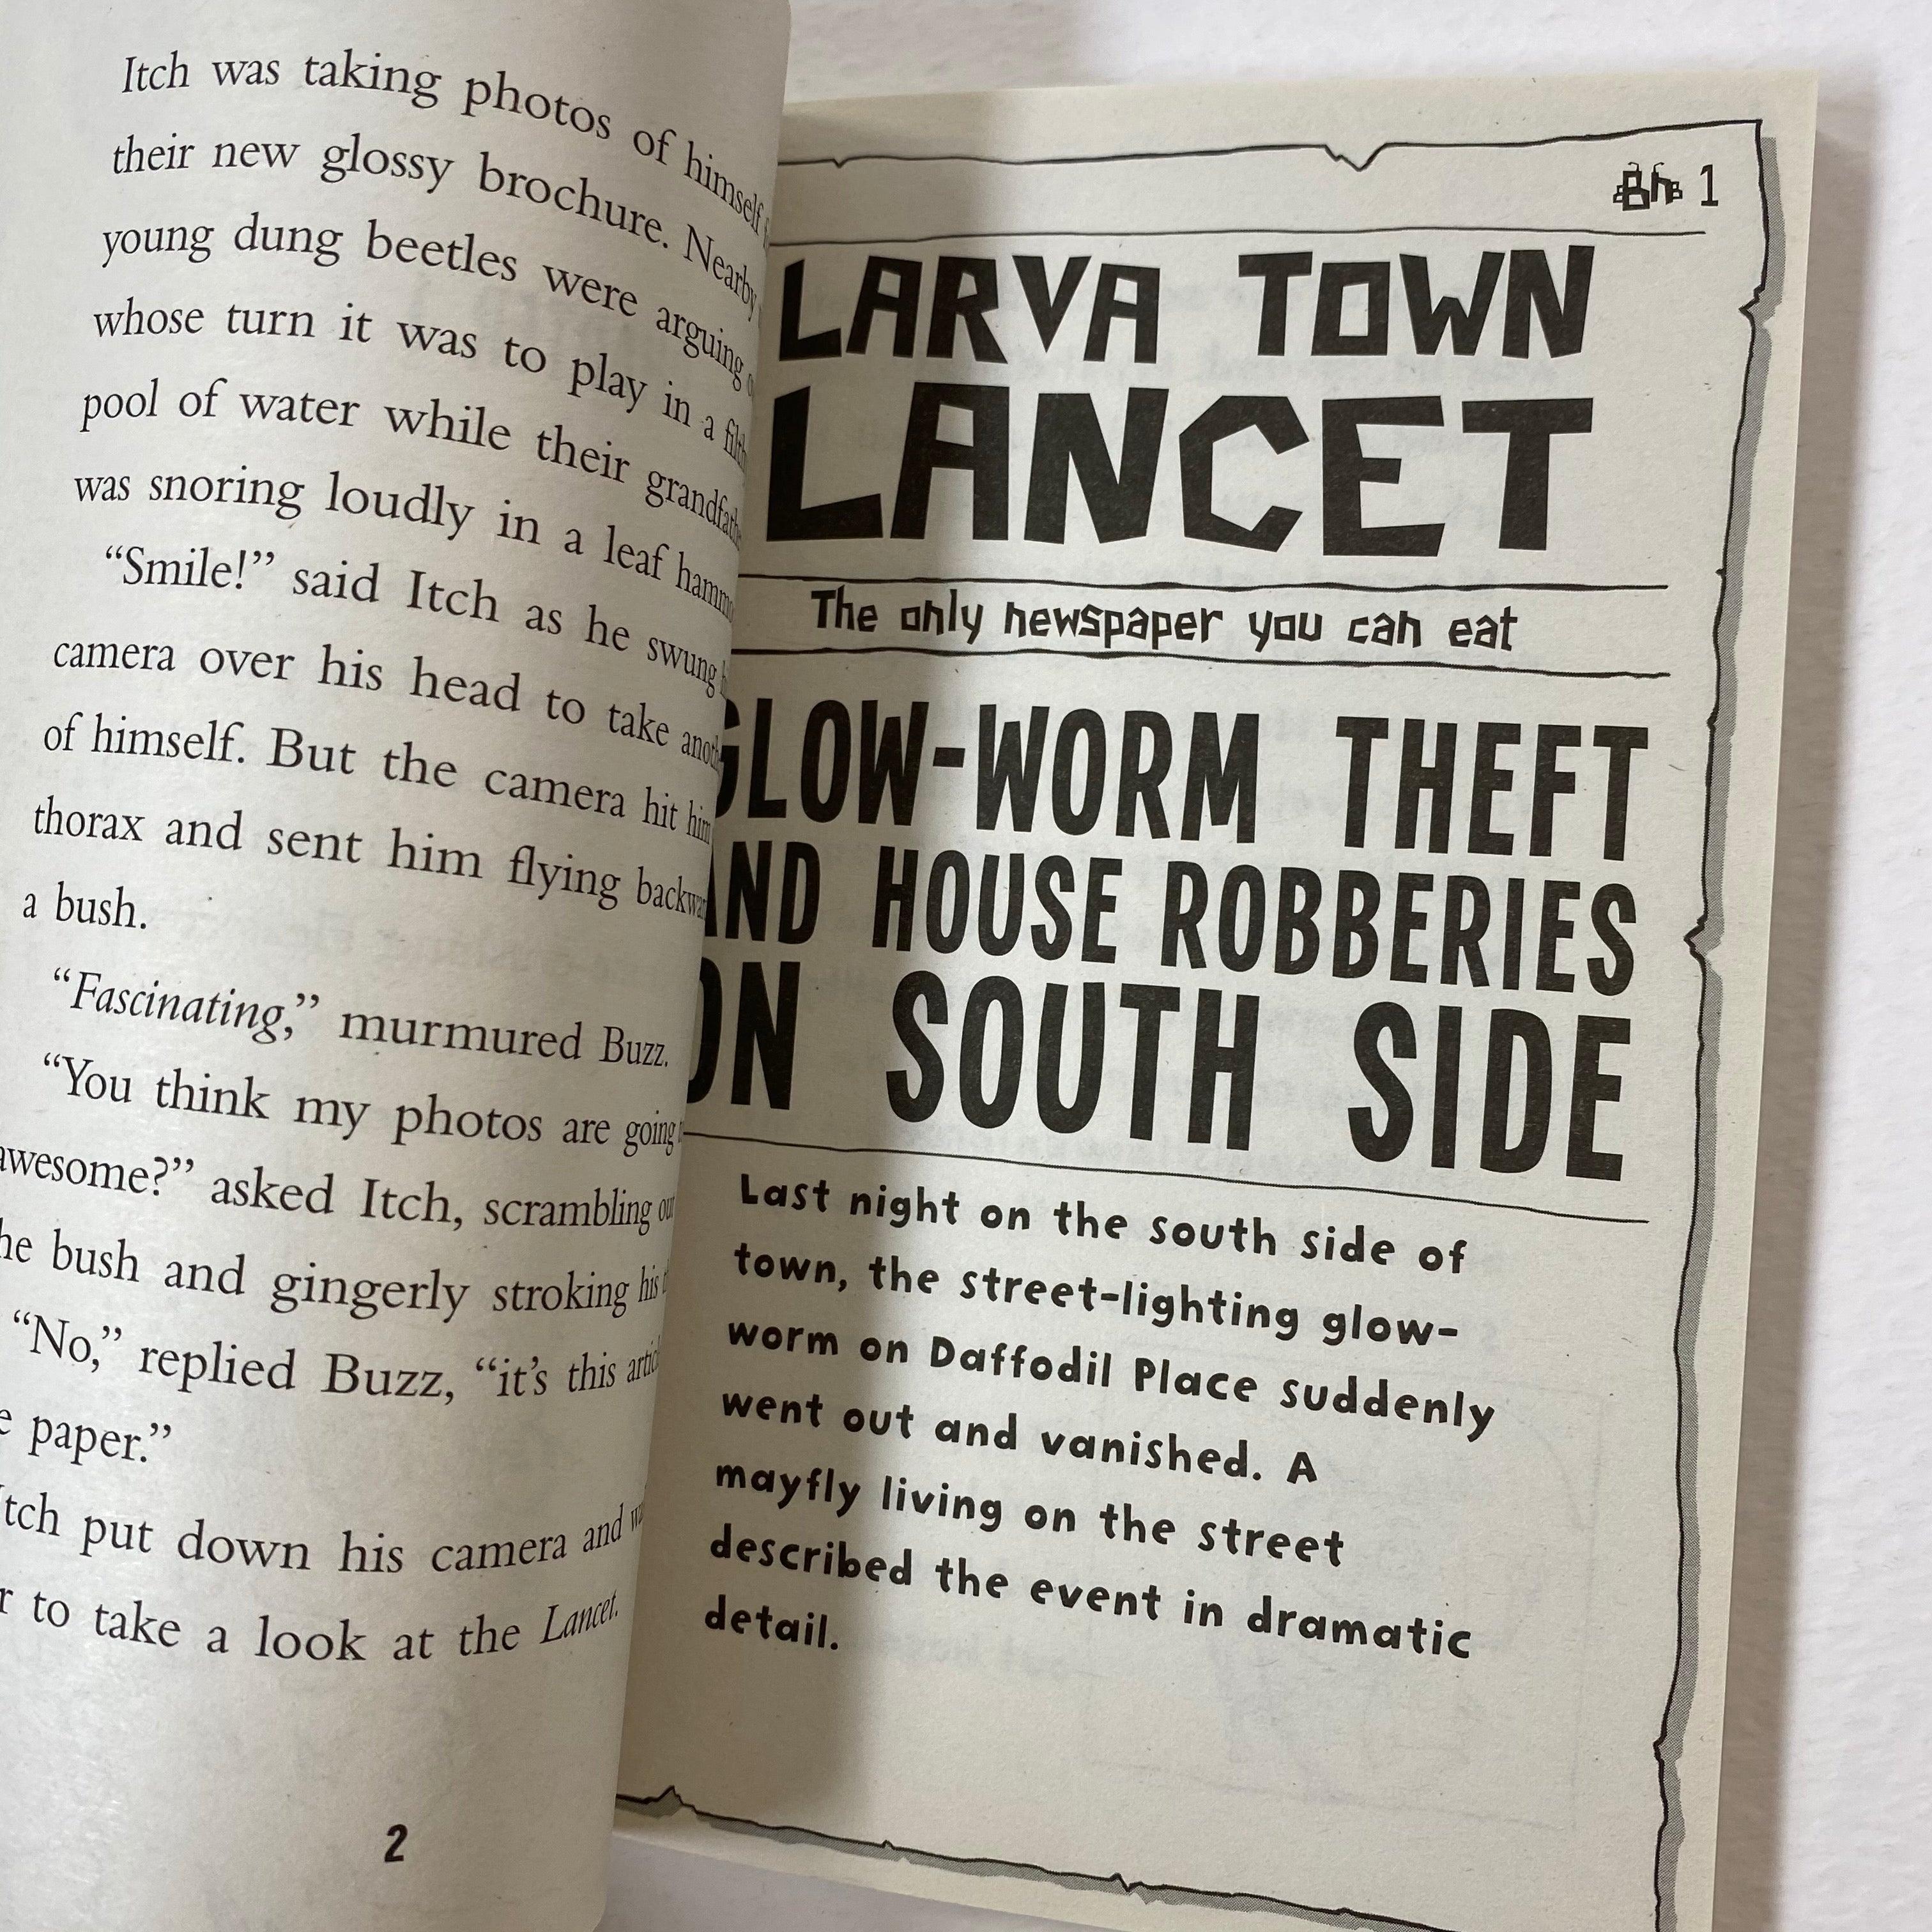 Itch was taking photos of himself
their new glossy brochure. Nearby
young dung beetles were arguing
whose turn it was to play in a
pool of water while their
was snoring loudly in a leaf
“Smile!” said Itch as he swung
camera over his head to take
of himself. But the camera hit
thorax and sent him flying
a bush.
“Fascinating,” murmured Buzz.
“You think my photos are going
awesome?” asked Itch, scrambling
bush and gingerly stroking his
“No,” replied Buzz, “it’s this
paper.”
put down his camera and
to take a look at the Lancet.
2
1
LARVA TOWN
LANCET
The only newspaper you can eat
GLOW-WORM THEFT
AND HOUSE ROBBERIES
ON SOUTH SIDE
Last night on the south side of
town, the street-lighting glow-
worm on Daffodil Place suddenly
went out and vanished. A
mayfly living on the street
described the event in dramatic
detail.